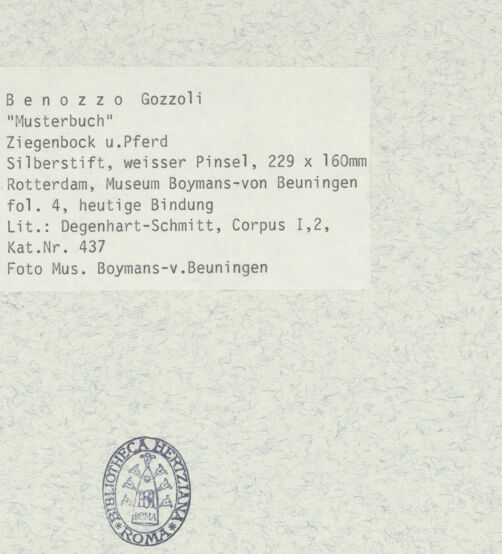 Benozzo Gozzoli
"Musterbuch"
Ziegenbock u.Pferd
Silberstift, weisser Pinsel, 229 x 160mm
Rotterdam, Museum Boymans-von Beuningen
fol. 4, heutige Bindung
Lit.: Degenhart-Schmitt, Corpus I,2,
Kat.Nr. 437
Foto Mus. Boymans-v.Beuningen
BIBLIOTHECA HERTZIANA
ROMA